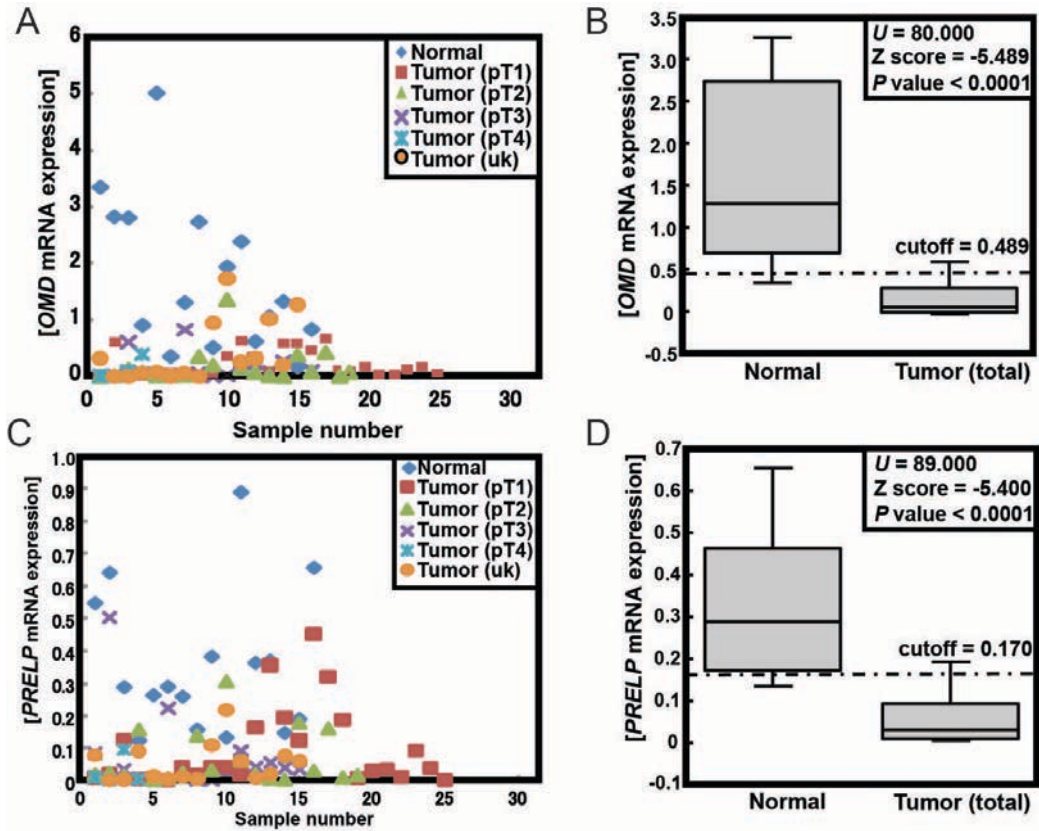 A
[OMD mRNA expression]
6
5
4
3
2
1
0
Normal
Tumor (pT1)
Tumor (pT2)
Tumor (pT3)
Tumor (pT4)
Tumor (uk)
0 5 10 15 20 25 30
Sample number
B
[OMD mRNA expression]
3.5
3.0
2.5
2.0
1.5
1.0
0.5
0
-0.5
U = 80.000
Z score = -5.489
P value < 0.0001
cutoff = 0.489
Normal Tumor (total)
C
[PRELP mRNA expression]
1.0
0.9
0.8
0.7
0.6
0.5
0.4
0.3
0.2
0.1
0
Normal
Tumor (pT1)
Tumor (pT2)
Tumor (pT3)
Tumor (pT4)
Tumor (uk)
0 5 10 15 20 25 30
Sample number
D
[PRELP mRNA expression]
0.7
0.6
0.5
0.4
0.3
0.2
0.1
0
-0.1
U = 89.000
Z score = -5.400
P value < 0.0001
cutoff = 0.170
Normal Tumor (total)